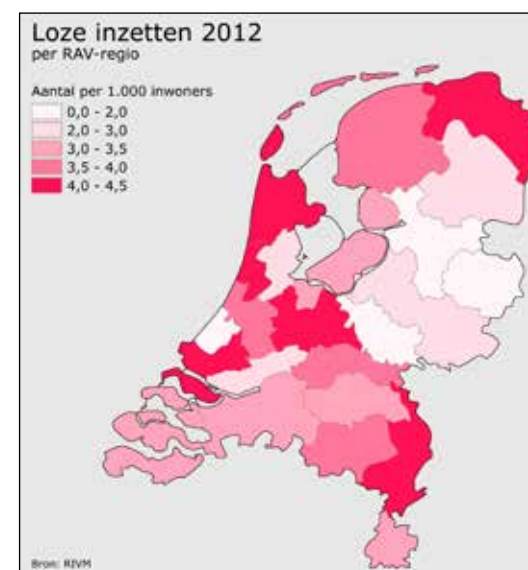 Loze inzetten 2012
per RAV-regio
Aantal per 1.000 inwoners
0,0 - 2,0
2,0 - 3,0
3,0 - 3,5
3,5 - 4,0
4,0 - 4,5
Bron: RIVM